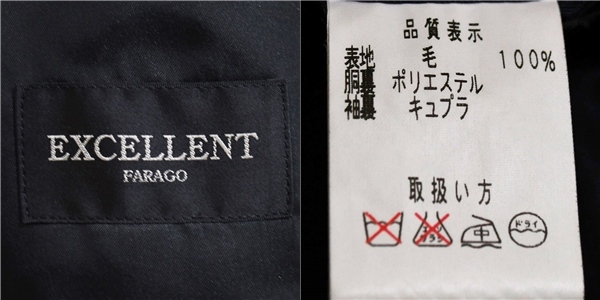 EXCELLENT
FARAGO
品質表示
表地 毛 100%
胴裏 ポリエステル
袖裏 キュプラ
取扱い方
中 ドライ